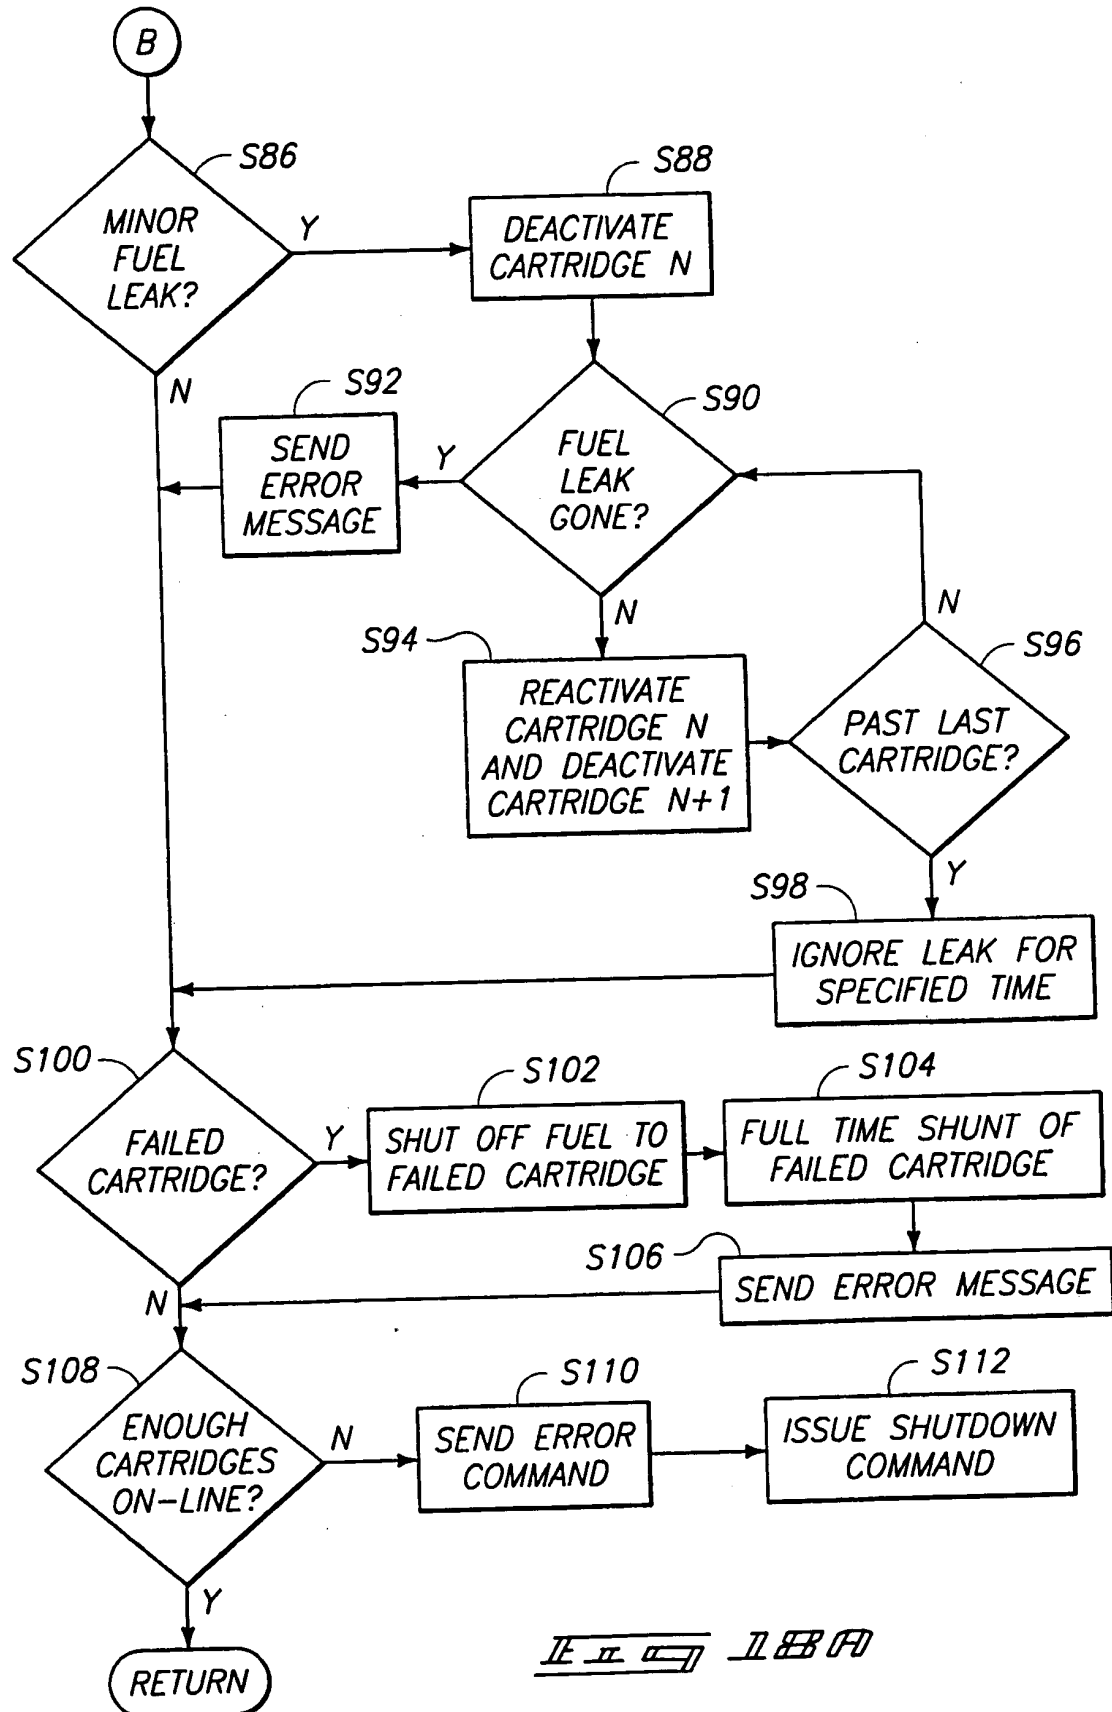 B
S86
MINOR
FUEL
LEAK?
Y
N
S88
DEACTIVATE
CARTRIDGE N
S92
SEND
ERROR
MESSAGE
Y
S90
FUEL
LEAK
GONE?
N
S94
REACTIVATE
CARTRIDGE N
AND DEACTIVATE
CARTRIDGE N+1
N
S96
PAST LAST
CARTRIDGE?
Y
S98
IGNORE LEAK FOR
SPECIFIED TIME
S100
FAILED
CARTRIDGE?
Y
N
S102
SHUT OFF FUEL TO
FAILED CARTRIDGE
S104
FULL TIME SHUNT OF
FAILED CARTRIDGE
S106
SEND ERROR MESSAGE
S108
ENOUGH
CARTRIDGES
ON-LINE?
N
Y
S110
SEND ERROR
COMMAND
S112
ISSUE SHUTDOWN
COMMAND
RETURN
FIG 18A